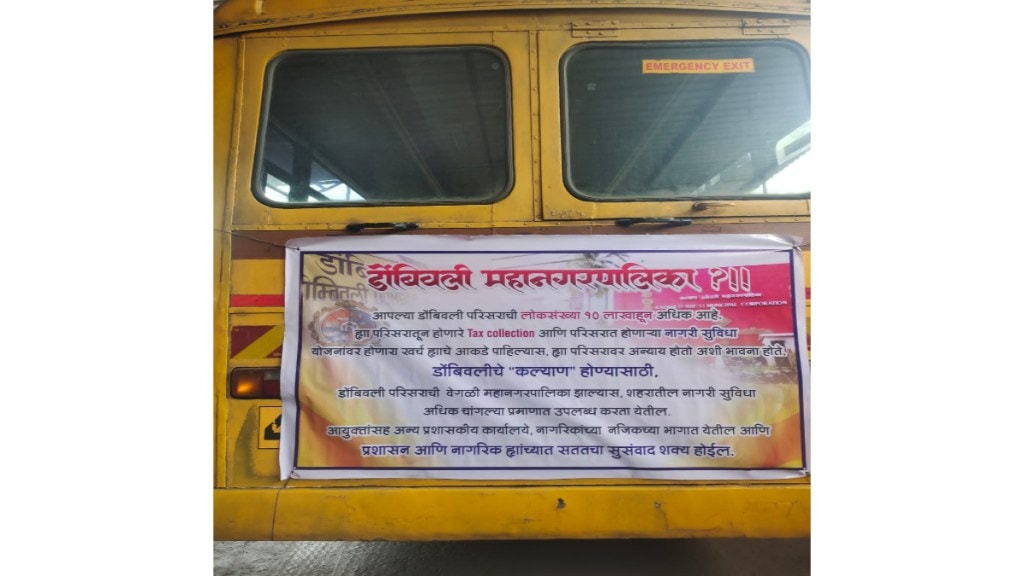 EMERGENCY EXIT
डोंबिवली महानगरपालिका ?!!
आपल्या डोंबिवली परिसराची लोकसंख्या १० लाखाहून अधिक आहे.
ह्या परिसरातून होणारे Tax collection आणि परिसरात होणाऱ्या नागरी सुविधा
योजनांवर होणारा खर्च ह्याचे आकडे पाहिल्यास, ह्या परिसरावर अन्याय होतो अशी भावना होते.
डोंबिवलीचे "कल्याण" होण्यासाठी,
डोंबिवली परिसराची वेगळी महानगरपालिका झाल्यास, शहरातील नागरी सुविधा
अधिक चांगल्या प्रमाणात उपलब्ध करता येतील.
आयुक्तांसह अन्य प्रशासकीय कार्यालये, नागरिकांच्या नजिकच्या भागात येतील आणि
प्रशासन आणि नागरिक ह्यांच्यात सततचा सुसंवाद शक्य होईल.